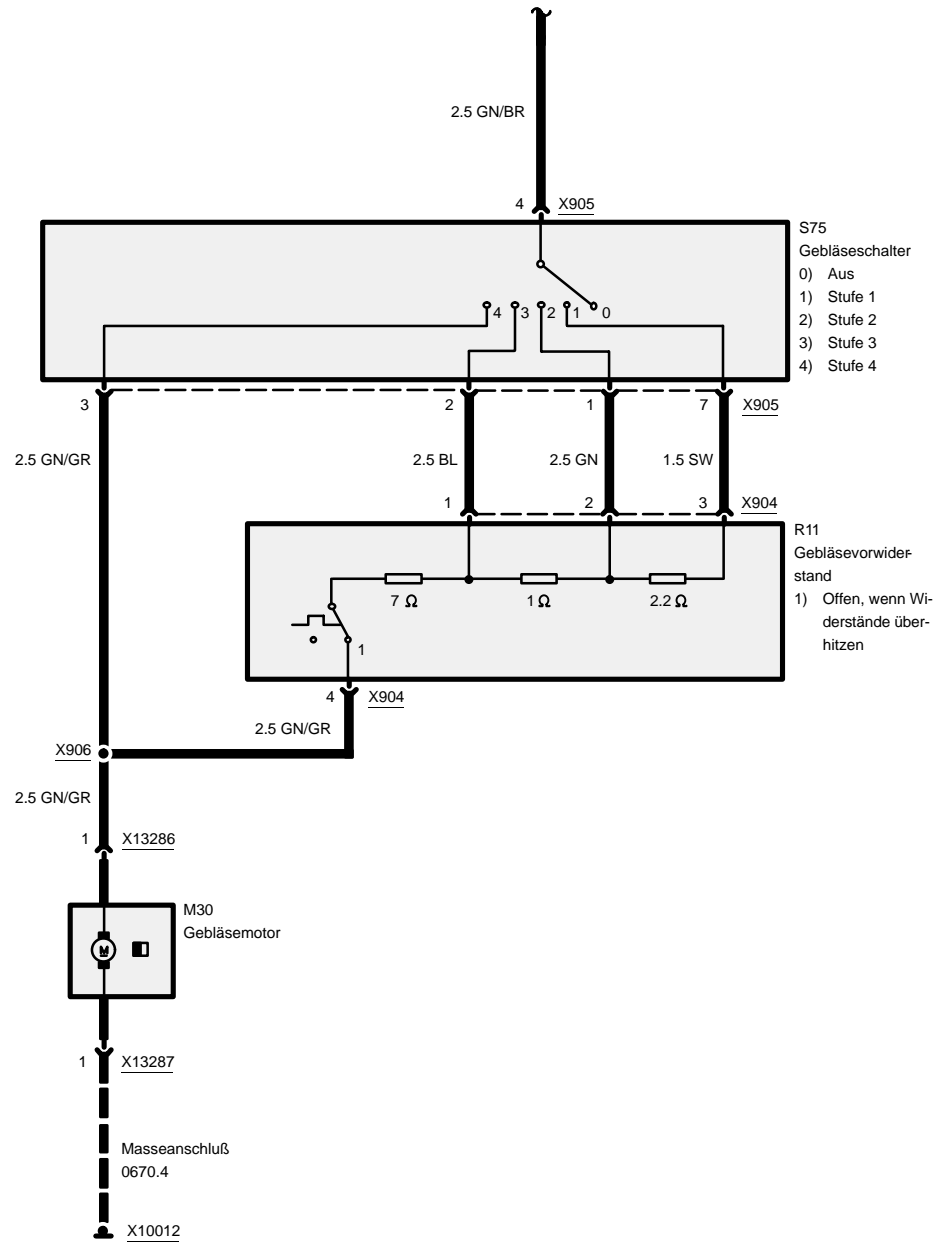 2.5 GN/BR
4 X905
S75
Gebläseschalter
0) Aus
1) Stufe 1
2) Stufe 2
3) Stufe 3
4) Stufe 4
4 3 2 1 0
3 2 1 7 X905
2.5 GN/GR 2.5 BL 2.5 GN 1.5 SW
1 2 3 X904
R11
Gebläsevorwider-
stand
1) Offen, wenn Wi-
derstände über-
hitzen
7 Ω 1 Ω 2.2 Ω
1
4 X904
2.5 GN/GR
X906
2.5 GN/GR
1 X13286
M30
Gebläsemotor
M
1 X13287
Masseanschluß
0670.4
X10012